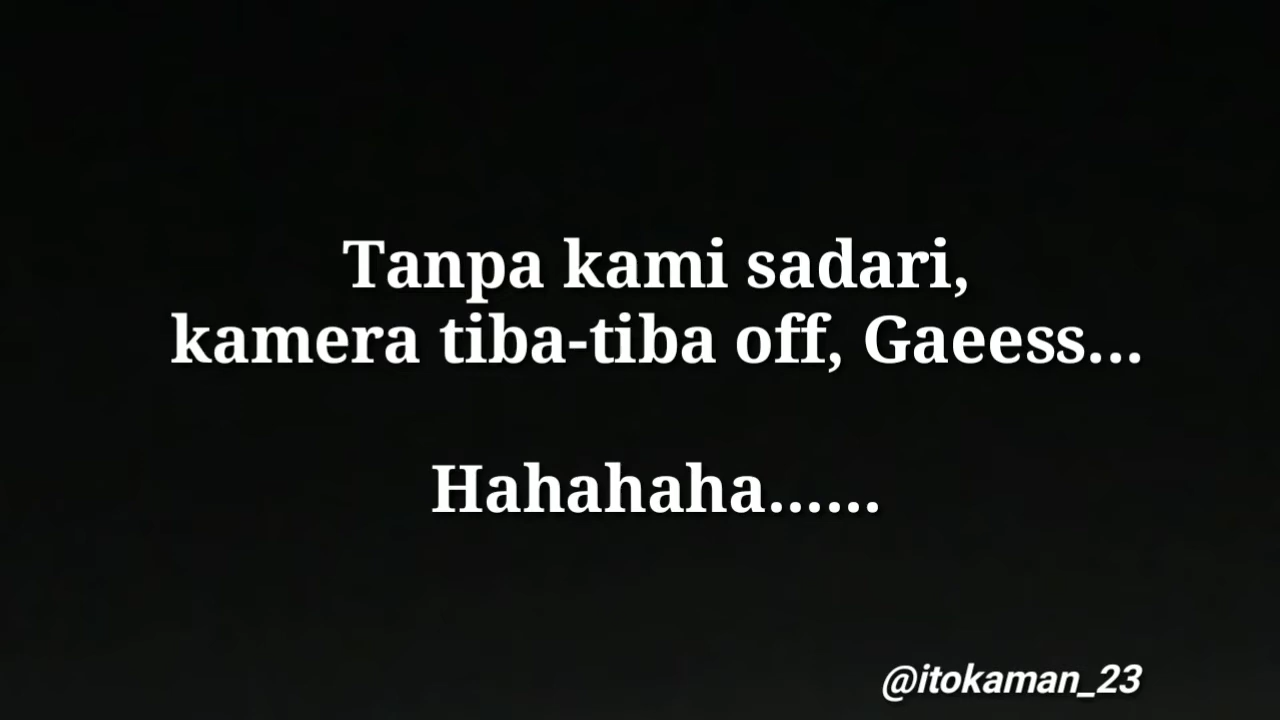 Tanpa kami sadari,
kamera tiba-tiba off, Gaeess...
Hahahaha......
@itokaman_23